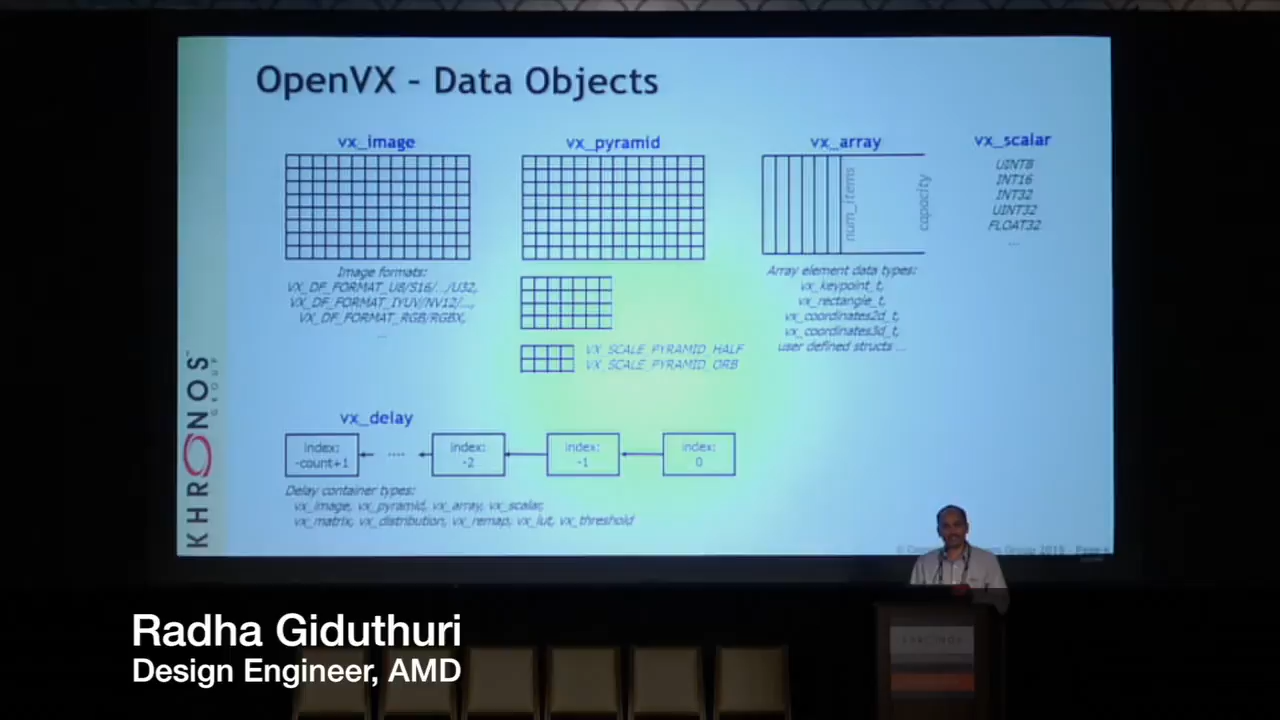 OpenVX – Data Objects
vx_image
vx_pyramid
vx_array
vx_scalar
num_items
capacity
UINT8
INT16
INT32
UINT32
FLOAT32
...
Image formats:
VX_DF_FORMAT_U8/S16/.../U32,
VX_DF_FORMAT_IYUV/NV12/...,
VX_DF_FORMAT_RGB/RGBX,
...
VX_SCALE_PYRAMID_HALF
VX_SCALE_PYRAMID_ORB
Array element data types:
vx_keypoint_t,
vx_rectangle_t,
vx_coordinates2d_t,
vx_coordinates3d_t,
user defined structs ...
vx_delay
index:
-count+1
....
index:
-2
index:
-1
index:
0
Delay container types:
vx_image, vx_pyramid, vx_array, vx_scalar,
vx_matrix, vx_distribution, vx_remap, vx_lut, vx_threshold
KHRONOS
GROUP
Group 2015 - Page
Radha Giduthuri
Design Engineer, AMD